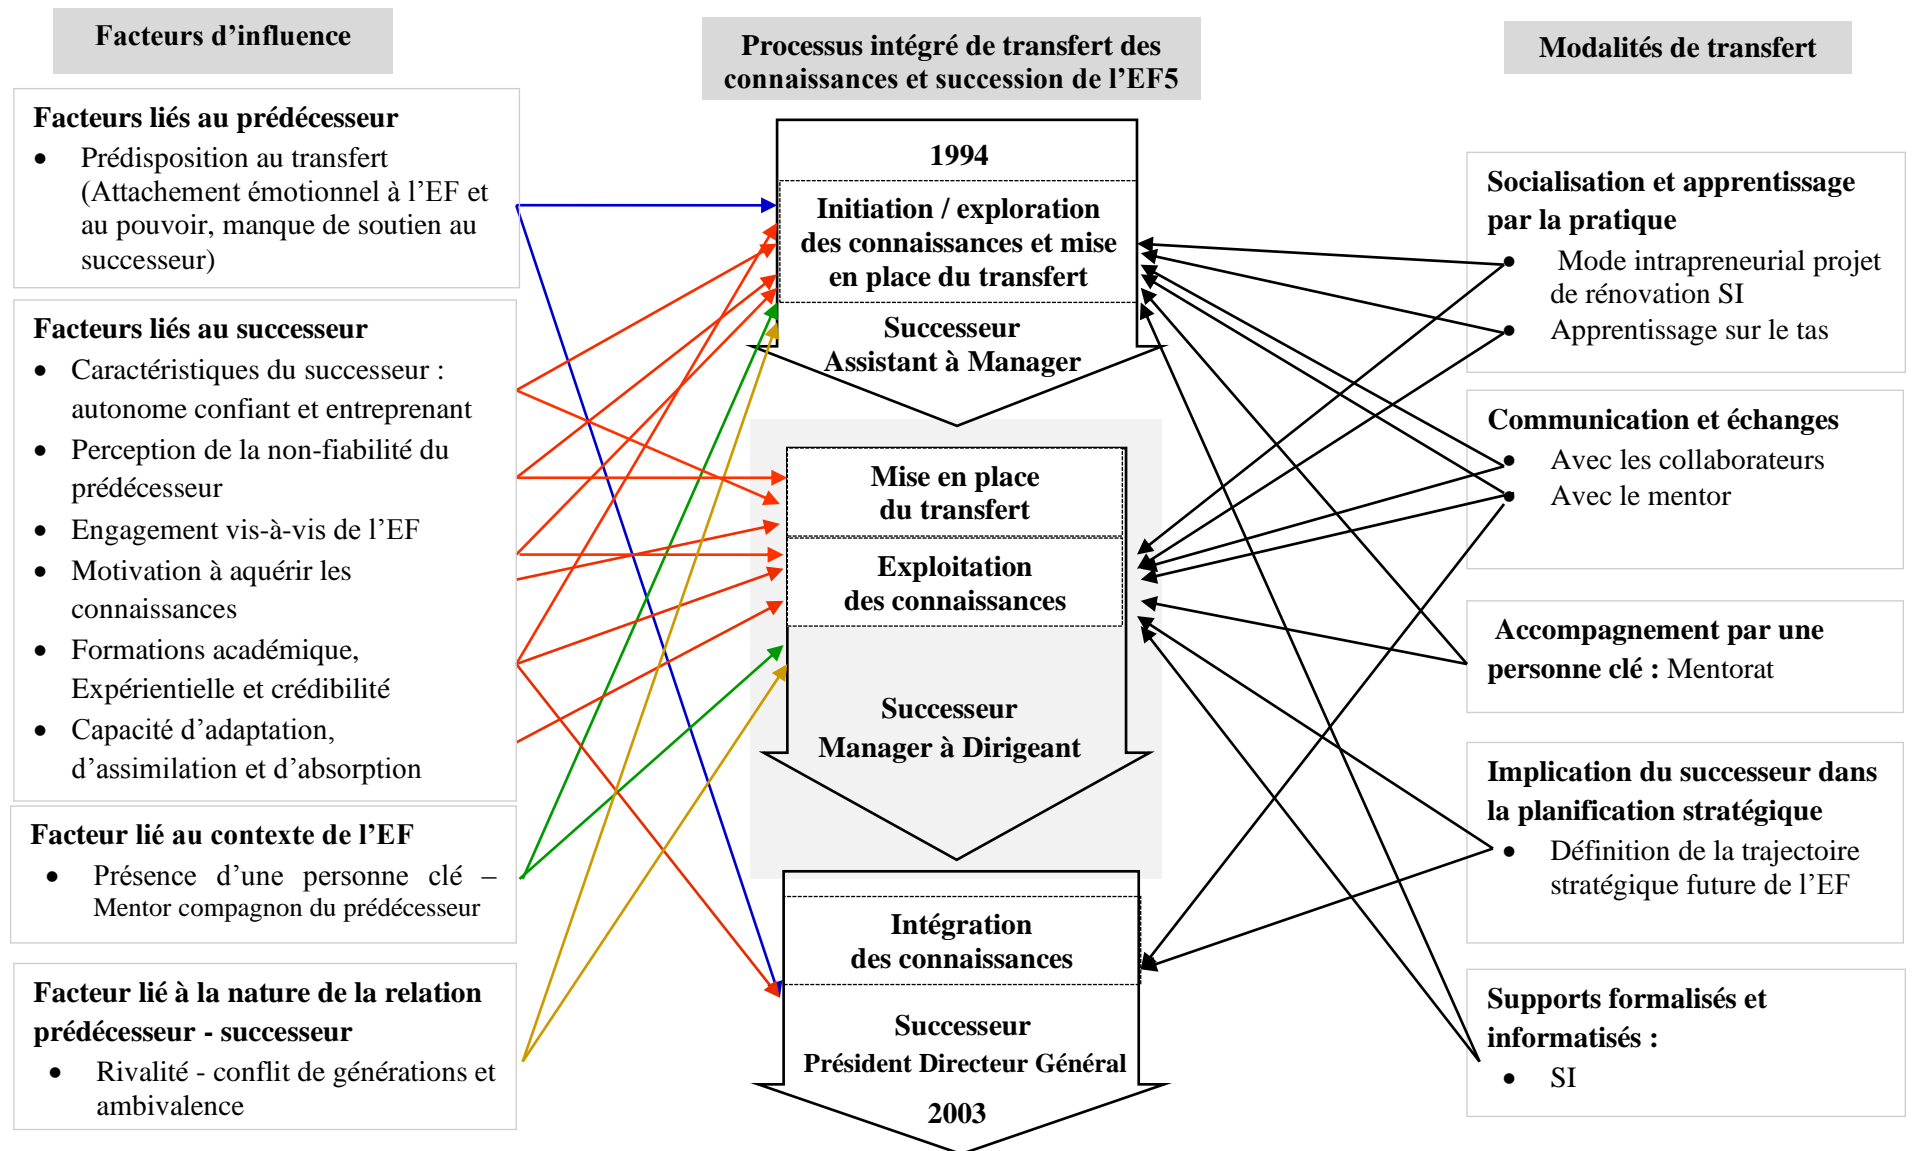 Facteurs d’influence
Facteurs liés au prédécesseur
• Prédisposition au transfert
(Attachement émotionnel à l’EF et
au pouvoir, manque de soutien au
successeur)
Facteurs liés au successeur
• Caractéristiques du successeur :
autonome confiant et entreprenant
• Perception de la non-fiabilité du
prédécesseur
• Engagement vis-à-vis de l’EF
• Motivation à aquérir les
connaissances
• Formations académique,
Expérientielle et crédibilité
• Capacité d’adaptation,
d’assimilation et d’absorption
Facteur lié au contexte de l’EF
• Présence d’une personne clé –
Mentor compagnon du prédécesseur
Facteur lié à la nature de la relation
prédécesseur - successeur
• Rivalité - conflit de générations et
ambivalence
Processus intégré de transfert des
connaissances et succession de l’EF5
1994
Initiation / exploration
des connaissances et mise
en place du transfert
Successeur
Assistant à Manager
Mise en place
du transfert
Exploitation
des connaissances
Successeur
Manager à Dirigeant
Intégration
des connaissances
Successeur
Président Directeur Général
2003
Modalités de transfert
Socialisation et apprentissage
par la pratique
• Mode intrapreneurial projet
de rénovation SI
• Apprentissage sur le tas
Communication et échanges
• Avec les collaborateurs
• Avec le mentor
Accompagnement par une
personne clé : Mentorat
Implication du successeur dans
la planification stratégique
• Définition de la trajectoire
stratégique future de l’EF
Supports formalisés et
informatisés :
• SI